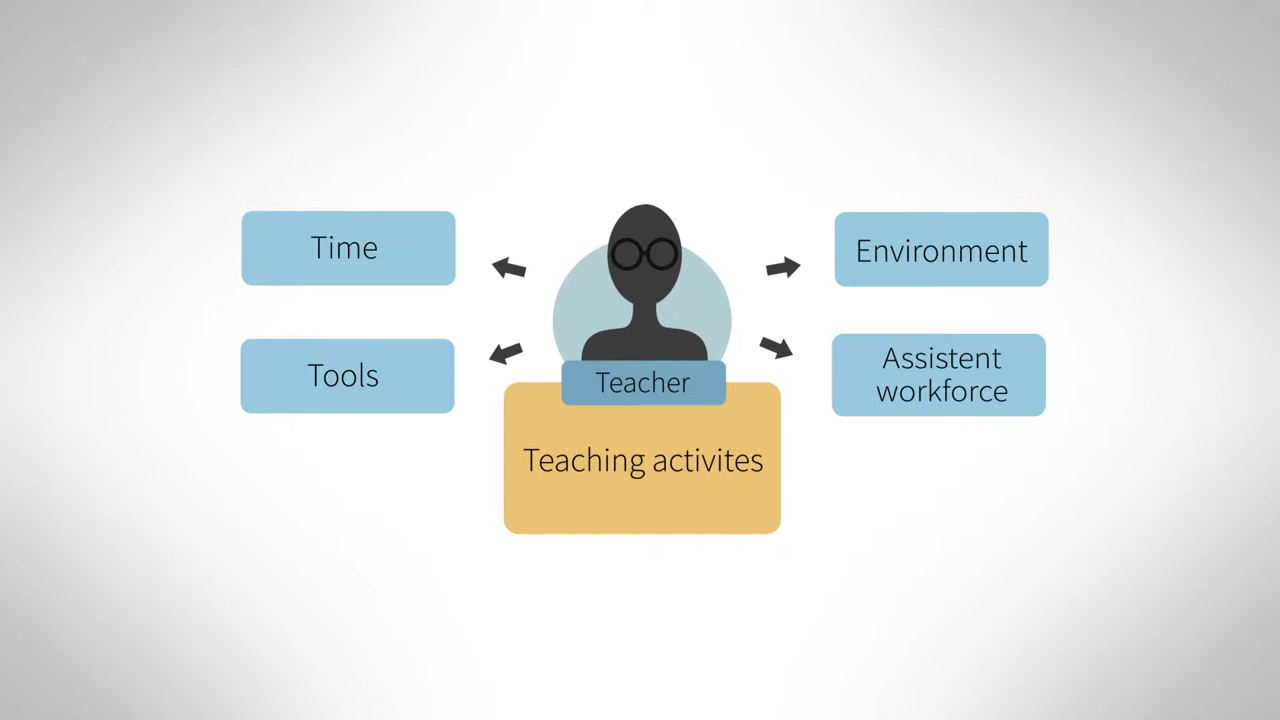 Time
Environment
Tools
Assistent
workforce
Teacher
Teaching activites